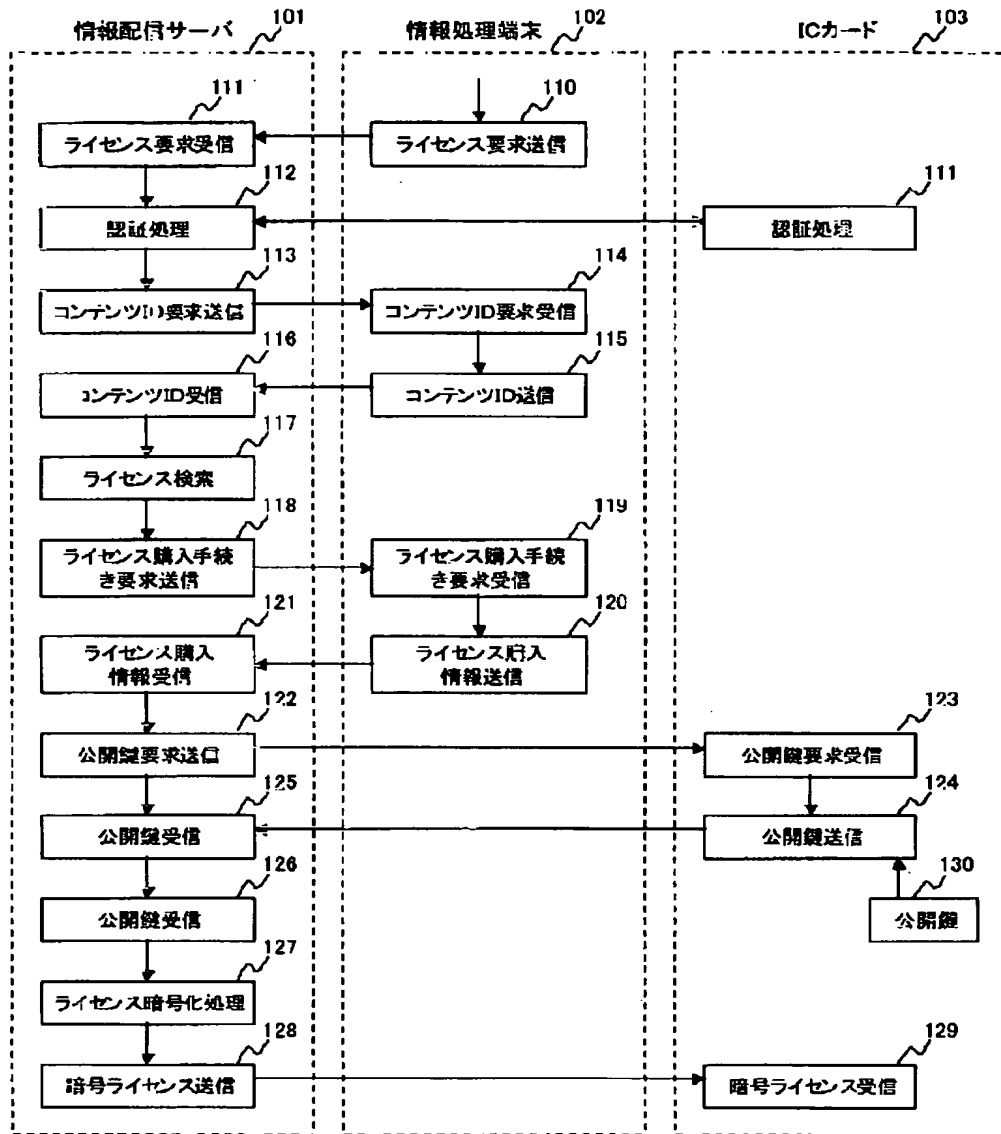 情報配信サーバ
101
情報処理端末
102
ICカード
103
111
ライセンス要求受信
110
ライセンス要求送信
112
認証処理
111
認証処理
113
コンテンツID要求送信
114
コンテンツID要求受信
116
コンテンツID受信
115
コンテンツID送信
117
ライセンス検索
118
ライセンス購入手続
き要求送信
119
ライセンス購入手続
き要求受信
121
ライセンス購入
情報受信
120
ライセンス購入
情報送信
122
公開鍵要求送信
123
公開鍵要求受信
125
公開鍵受信
124
公開鍵送信
126
公開鍵受信
130
公開鍵
127
ライセンス暗号化処理
128
暗号ライセンス送信
129
暗号ライセンス受信